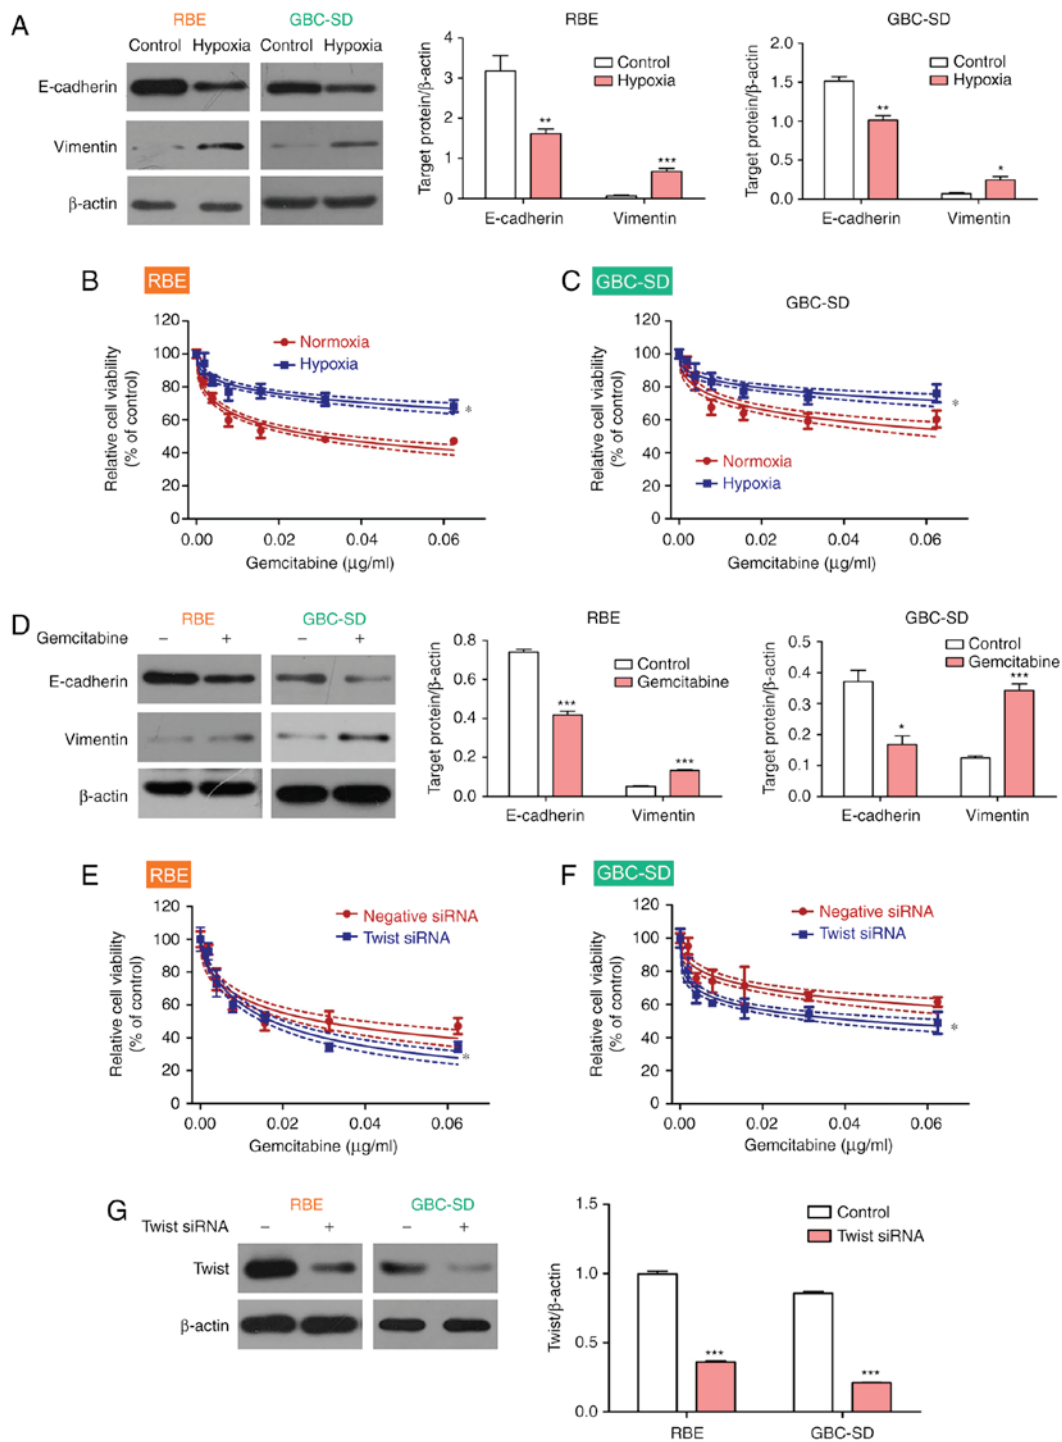 A
RBE
GBC-SD
Control Hypoxia Control Hypoxia
E-cadherin
Vimentin
β-actin
RBE
Target protein/β-actin
4
3
2
1
0
Control
Hypoxia
**
***
E-cadherin
Vimentin
GBC-SD
Target protein/β-actin
2.0
1.5
1.0
0.5
0.0
Control
Hypoxia
**
*
E-cadherin
Vimentin
B
RBE
Relative cell viability
(% of control)
120
100
80
60
40
20
0
Normoxia
Hypoxia
*
0.00 0.02 0.04 0.06
Gemcitabine (μg/ml)
C
GBC-SD
GBC-SD
Relative cell viability
(% of control)
120
100
80
60
40
20
0
Normoxia
Hypoxia
*
0.00 0.02 0.04 0.06
Gemcitabine (μg/ml)
D
RBE
GBC-SD
Gemcitabine − + − +
E-cadherin
Vimentin
β-actin
RBE
Target protein/β-actin
0.8
0.6
0.4
0.2
0.0
Control
Gemcitabine
***
***
E-cadherin
Vimentin
GBC-SD
Target protein/β-actin
0.5
0.4
0.3
0.2
0.1
0.0
Control
Gemcitabine
*
***
E-cadherin
Vimentin
E
RBE
Relative cell viability
(% of control)
120
100
80
60
40
20
0
Negative siRNA
Twist siRNA
*
0.00 0.02 0.04 0.06
Gemcitabine (μg/ml)
F
GBC-SD
Relative cell viability
(% of control)
120
100
80
60
40
20
0
Negative siRNA
Twist siRNA
*
0.00 0.02 0.04 0.06
Gemcitabine (μg/ml)
G
RBE
GBC-SD
Twist siRNA − + − +
Twist
β-actin
Twist/β-actin
1.5
1.0
0.5
0.0
Control
Twist siRNA
***
***
RBE
GBC-SD